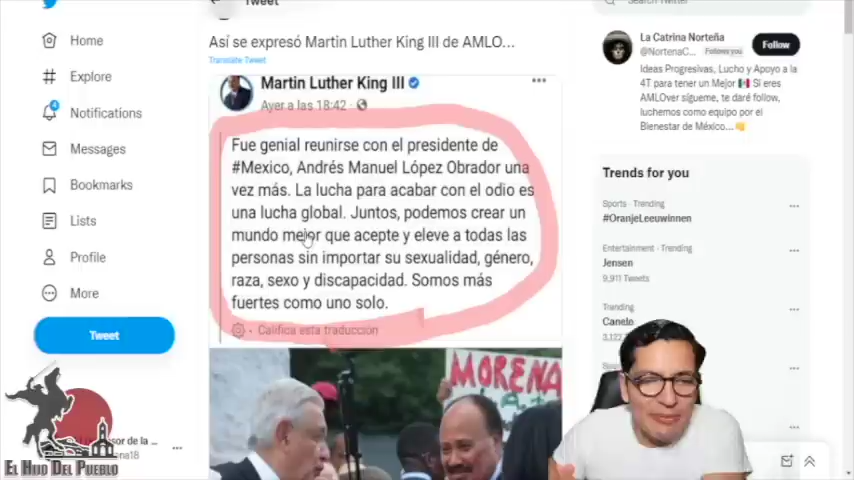 Tweet
Search Twitter
Home
Explore
4
Notifications
Messages
Bookmarks
Lists
Profile
More
Tweet
Así se expresó Martin Luther King III de AMLO...
Translate Tweet
Martin Luther King III
Ayer a las 18:42
Fue genial reunirse con el presidente de
#Mexico, Andrés Manuel López Obrador una
vez más. La lucha para acabar con el odio es
una lucha global. Juntos, podemos crear un
mundo mejor que acepte y eleve a todas las
personas sin importar su sexualidad, género,
raza, sexo y discapacidad. Somos más
fuertes como uno solo.
Califica esta traducción
MORENA
La Catrina Norteña
@NortenaC... Follows you
Follow
Ideas Progresivas, Lucho y Apoyo a la
4T para tener un Mejor Si eres
AMLOver sígueme, te daré follow,
luchemos como equipo por el
Bienestar de México...
Trends for you
Sports · Trending
#OranjeLeeuwinnen
Entertainment · Trending
Jensen
9,911 Tweets
Trending
Canelo
3,127
EL HIJO DEL PUEBLO